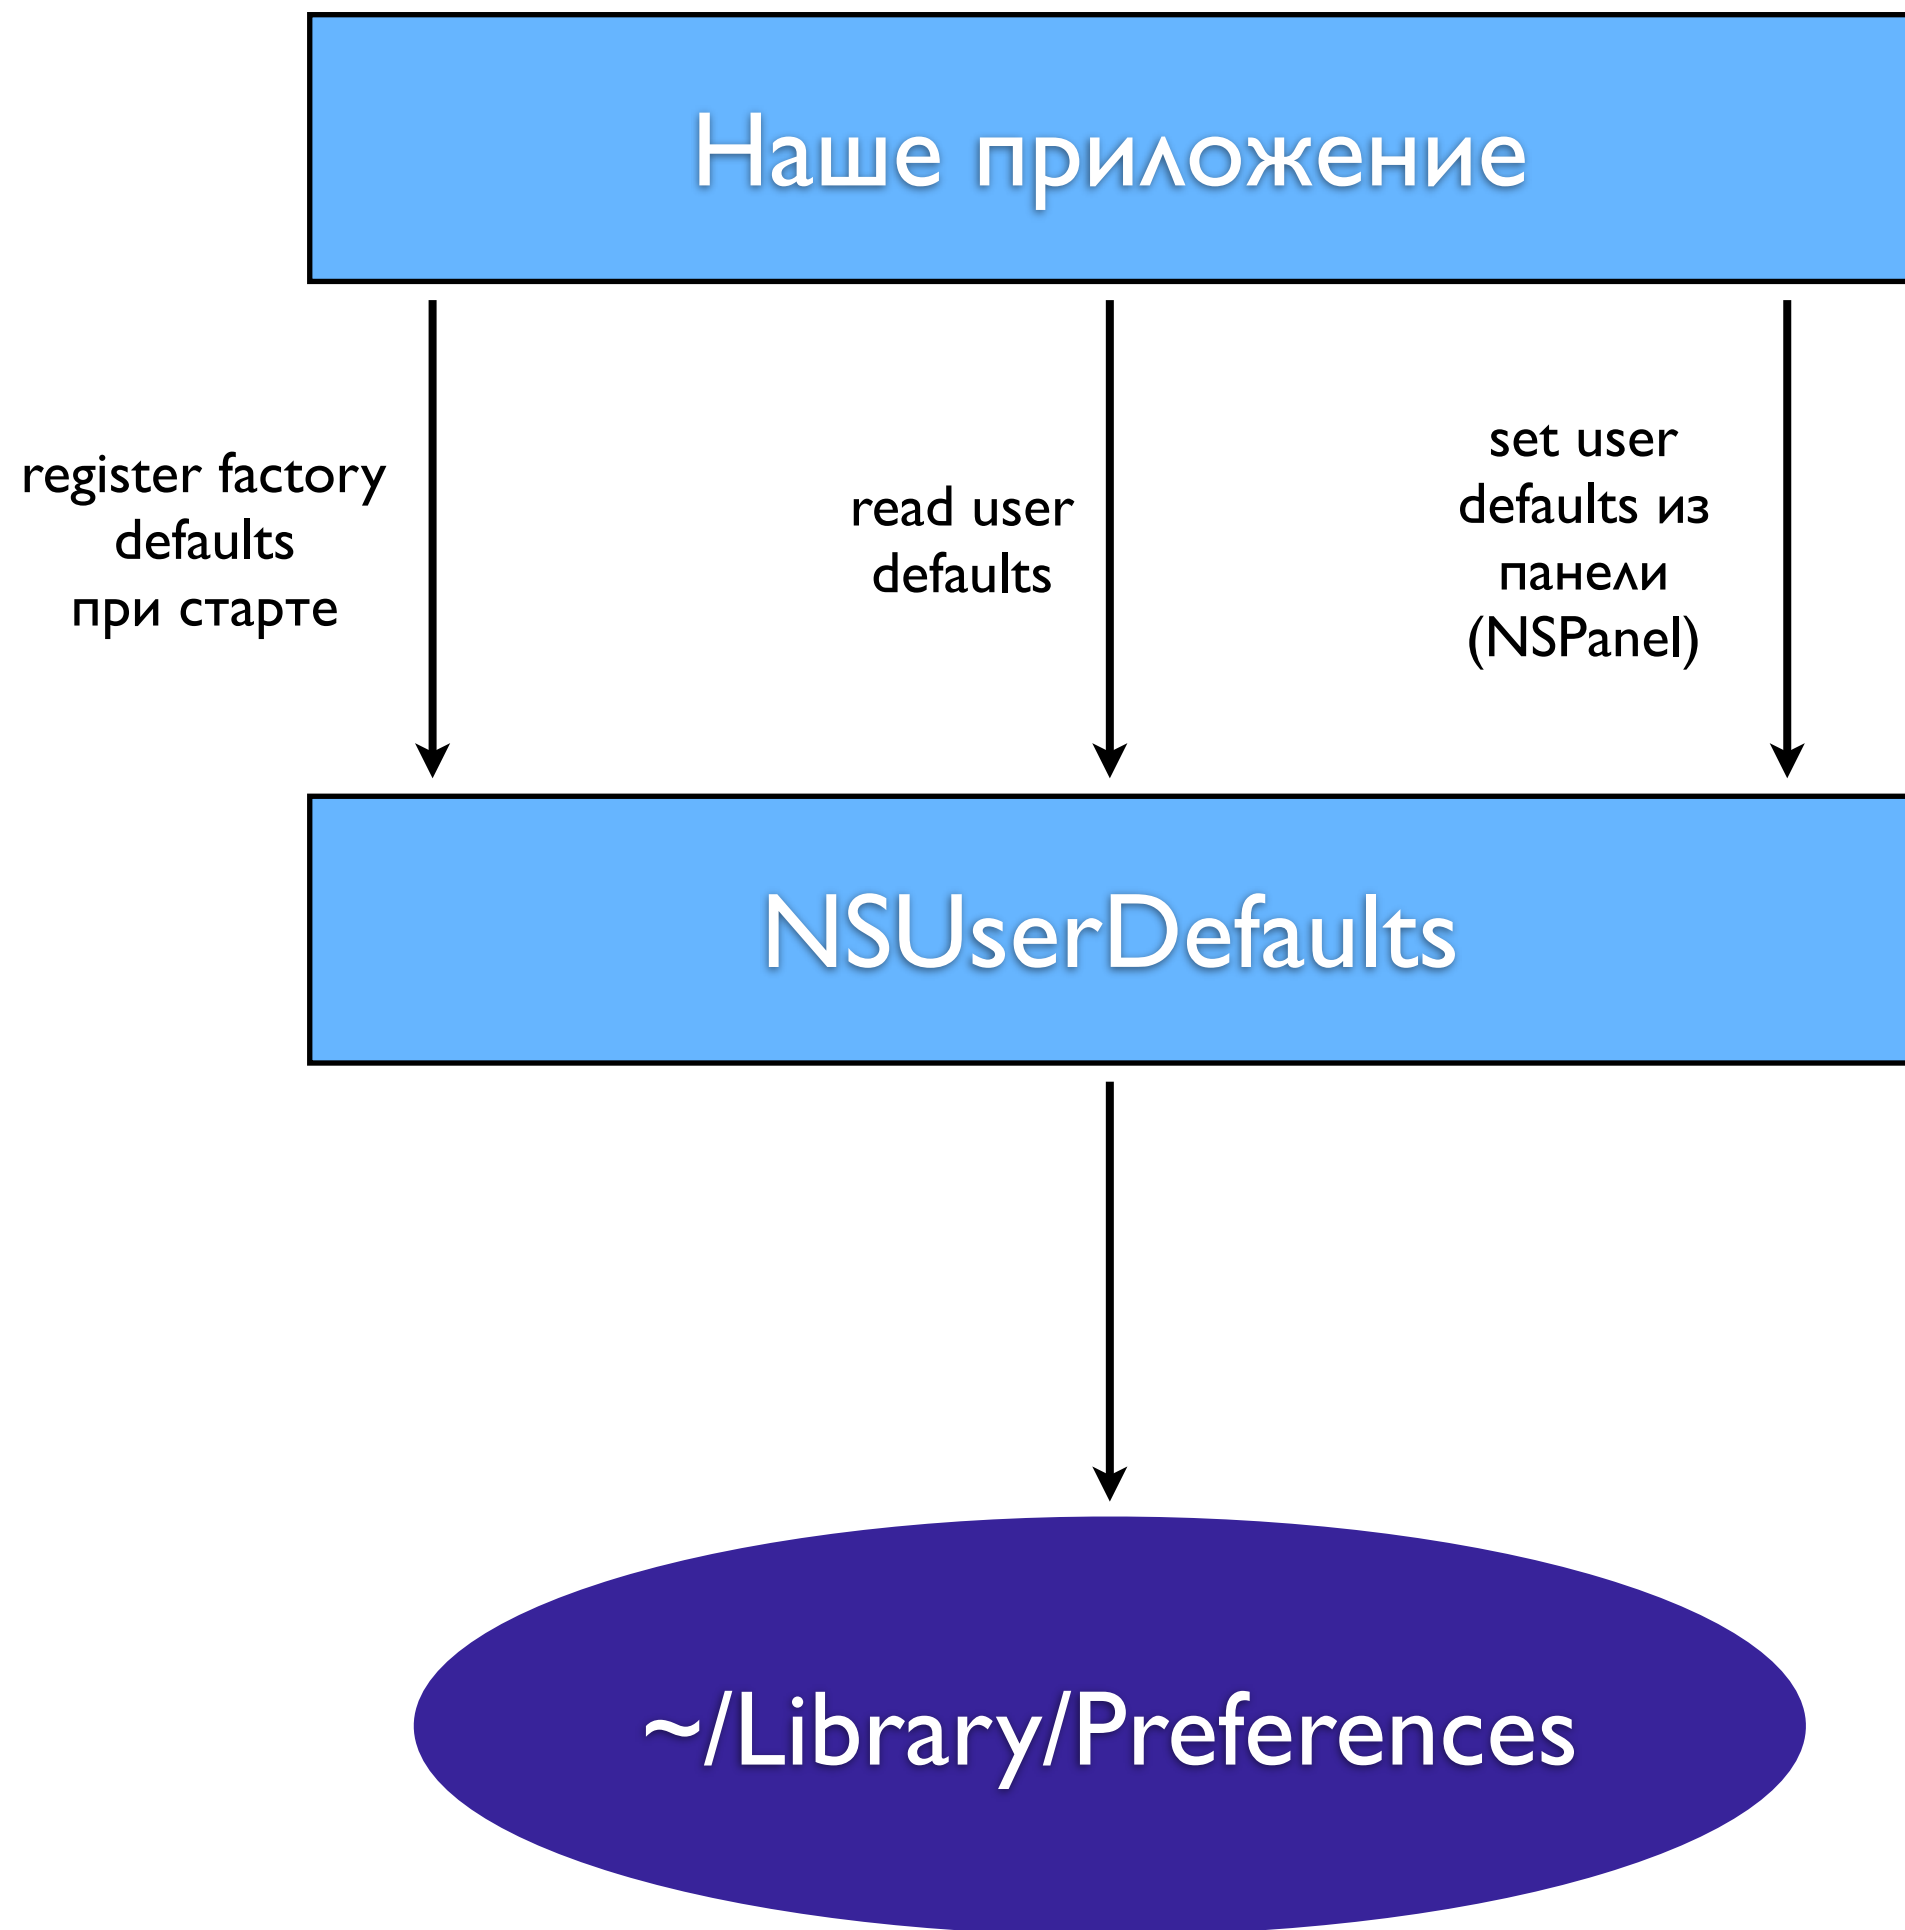 Наше приложение
register factory
defaults
при старте
read user
defaults
set user
defaults из
панели
(NSPanel)
NSUserDefaults
~/Library/Preferences